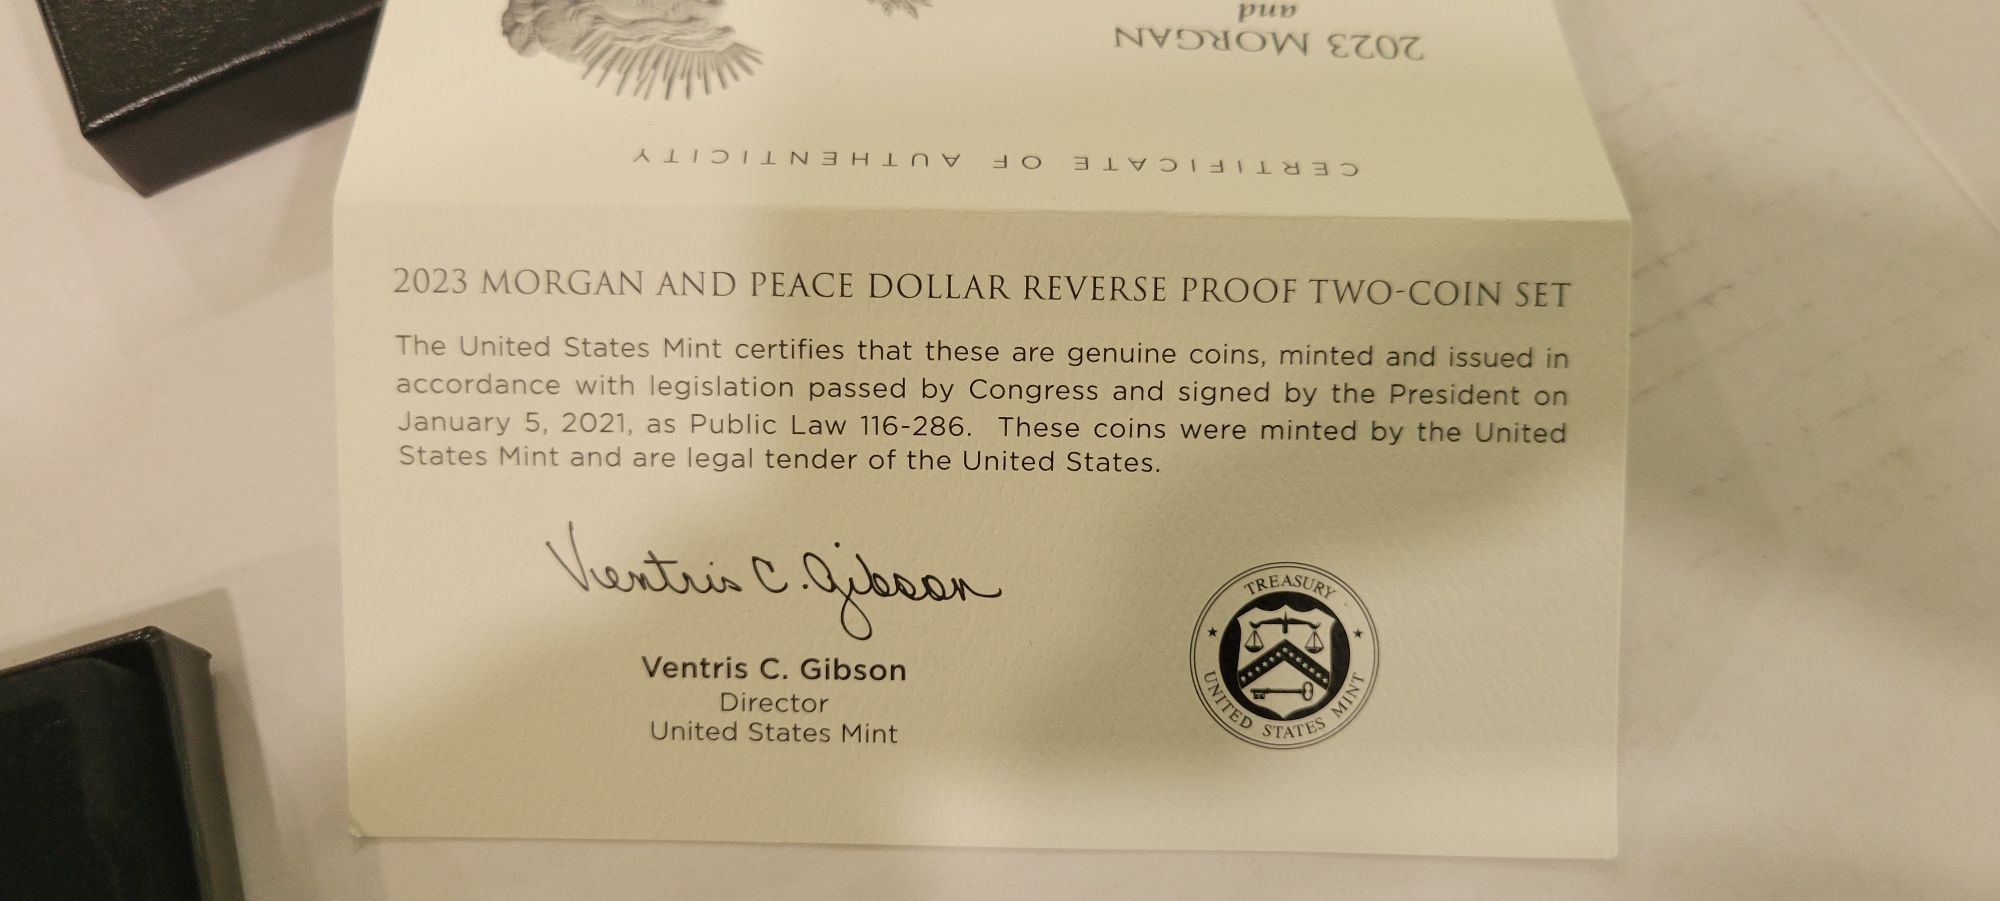 and
2023 MORGAN
CERTIFICATE OF AUTHENTICITY
2023 MORGAN AND PEACE DOLLAR REVERSE PROOF TWO-COIN SET
The United States Mint certifies that these are genuine coins, minted and issued in
accordance with legislation passed by Congress and signed by the President on
January 5, 2021, as Public Law 116-286. These coins were minted by the United
States Mint and are legal tender of the United States.
Ventris C. Gibson
Ventris C. Gibson
Director
United States Mint
TREASURY
UNITED STATES MINT